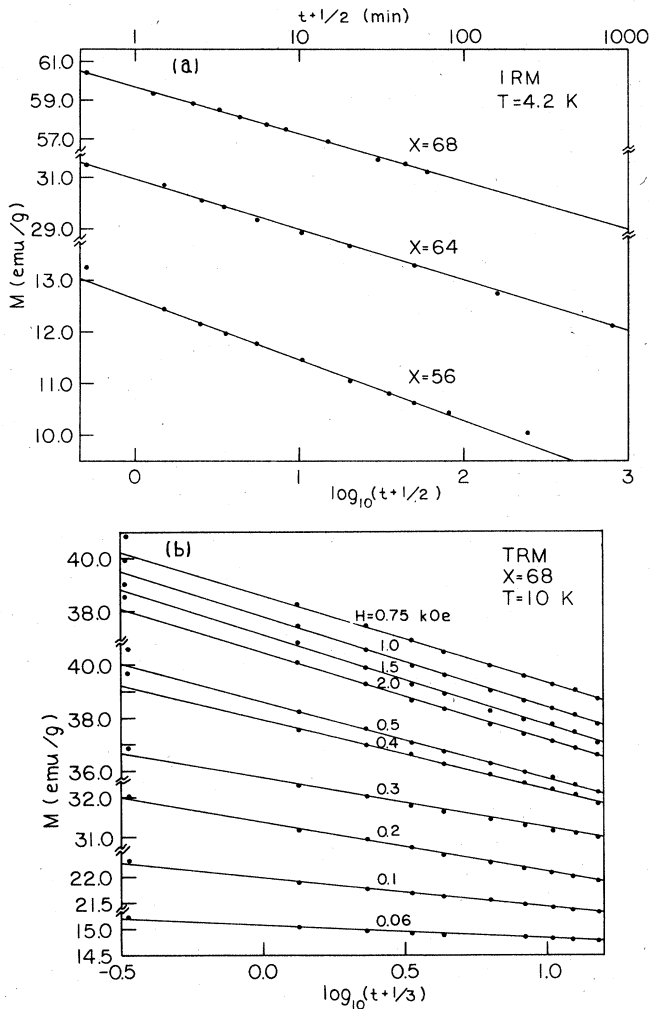 t+1/2 (min)
1 10 100 1000
(a)
IRM
T=4.2 K
61.0
59.0
57.0
31.0
29.0
13.0
12.0
11.0
10.0
M (emu/g)
X=68
X=64
X=56
0 1 2 3
log10(t+1/2)
(b)
TRM
X=68
T=10 K
40.0
38.0
40.0
38.0
36.0
32.0
31.0
22.0
21.5
15.0
14.5
M (emu/g)
H=0.75 kOe
1.0
1.5
2.0
0.5
0.4
0.3
0.2
0.1
0.06
-0.5 0.0 0.5 1.0
log10(t+1/3)